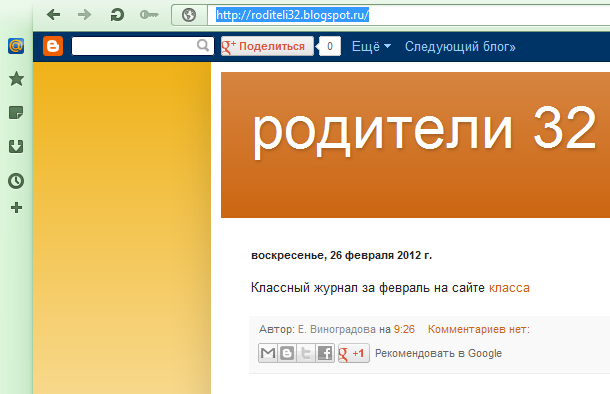 http://roditeli32.blogspot.ru/
g+ Поделиться 0 Ещё Следующий блог»
родители 32
воскресенье, 26 февраля 2012 г.
Классный журнал за февраль на сайте класса
Автор: Е. Виноградова на 9:26 Комментариев нет:
g +1 Рекомендовать в Google